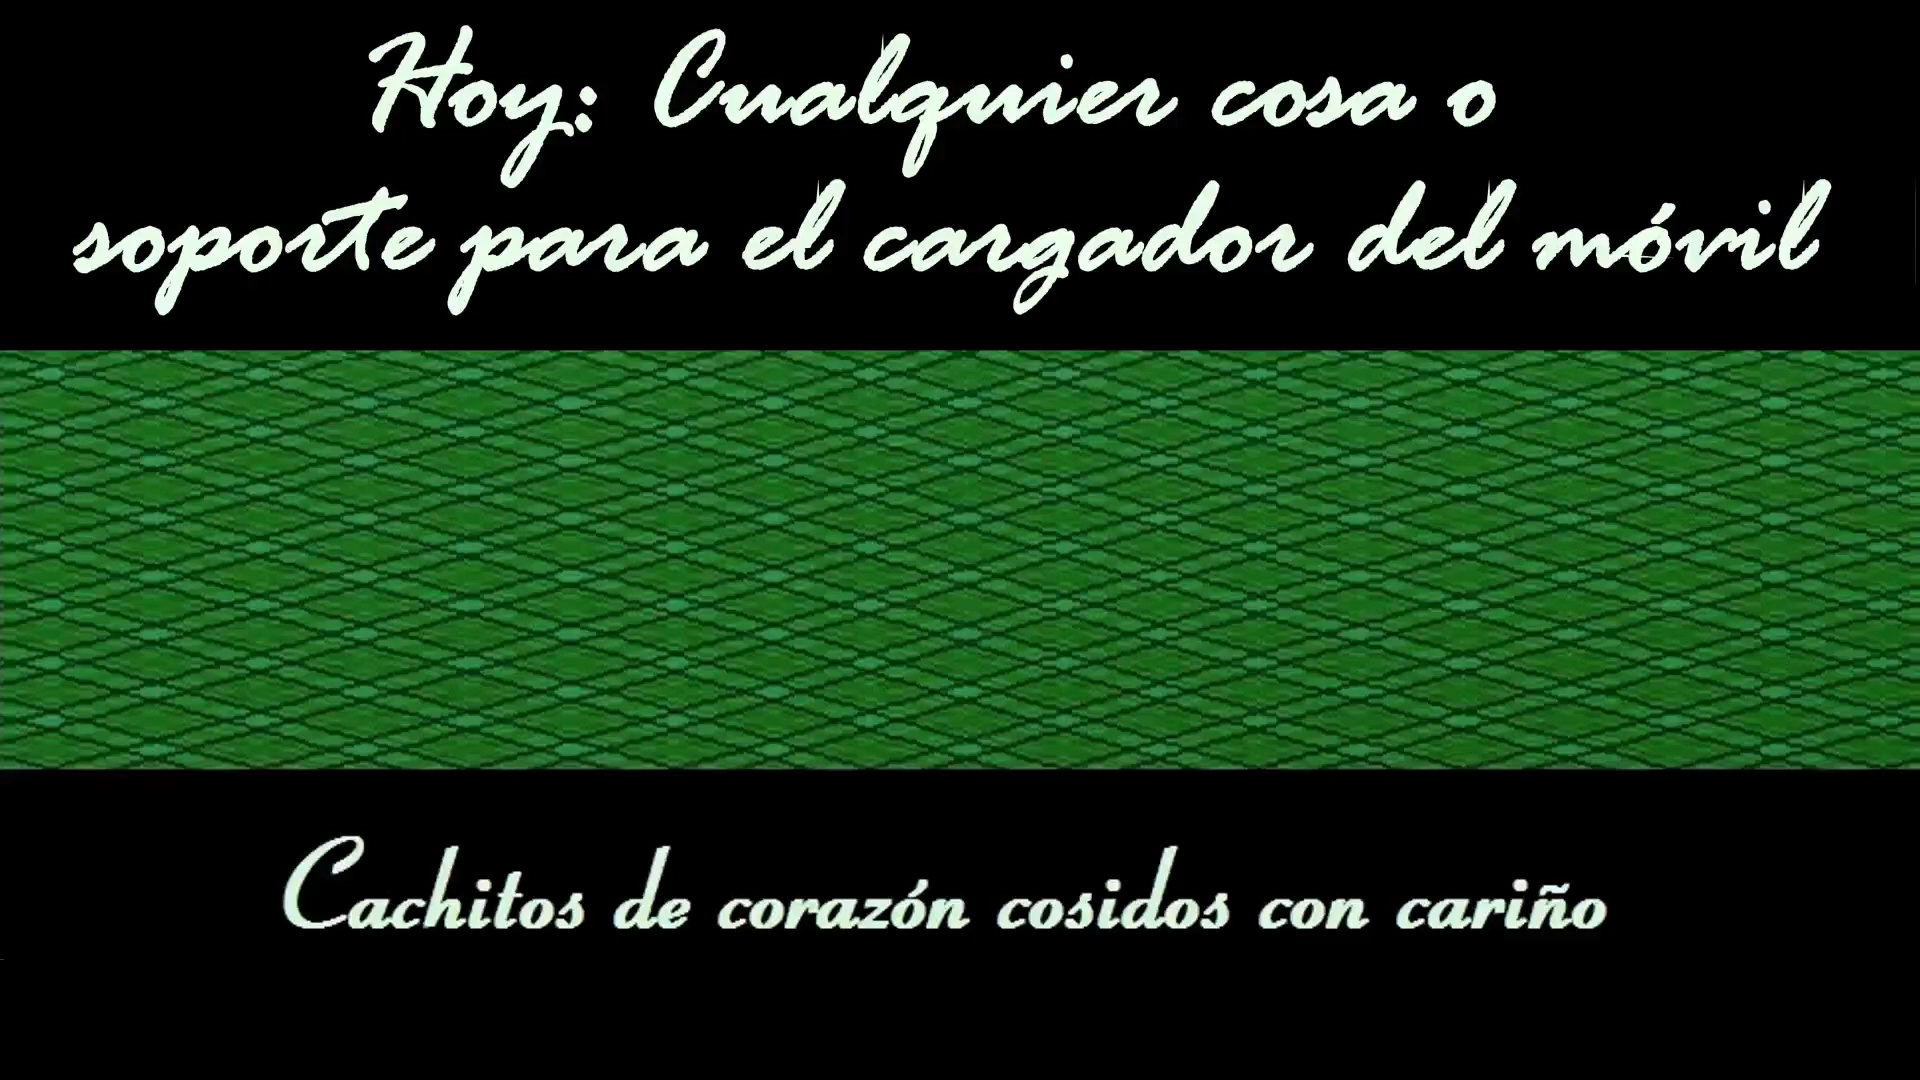 Hoy: Cualquier cosa o
soporte para el cargador del móvil
Cachitos de corazón cosidos con cariño